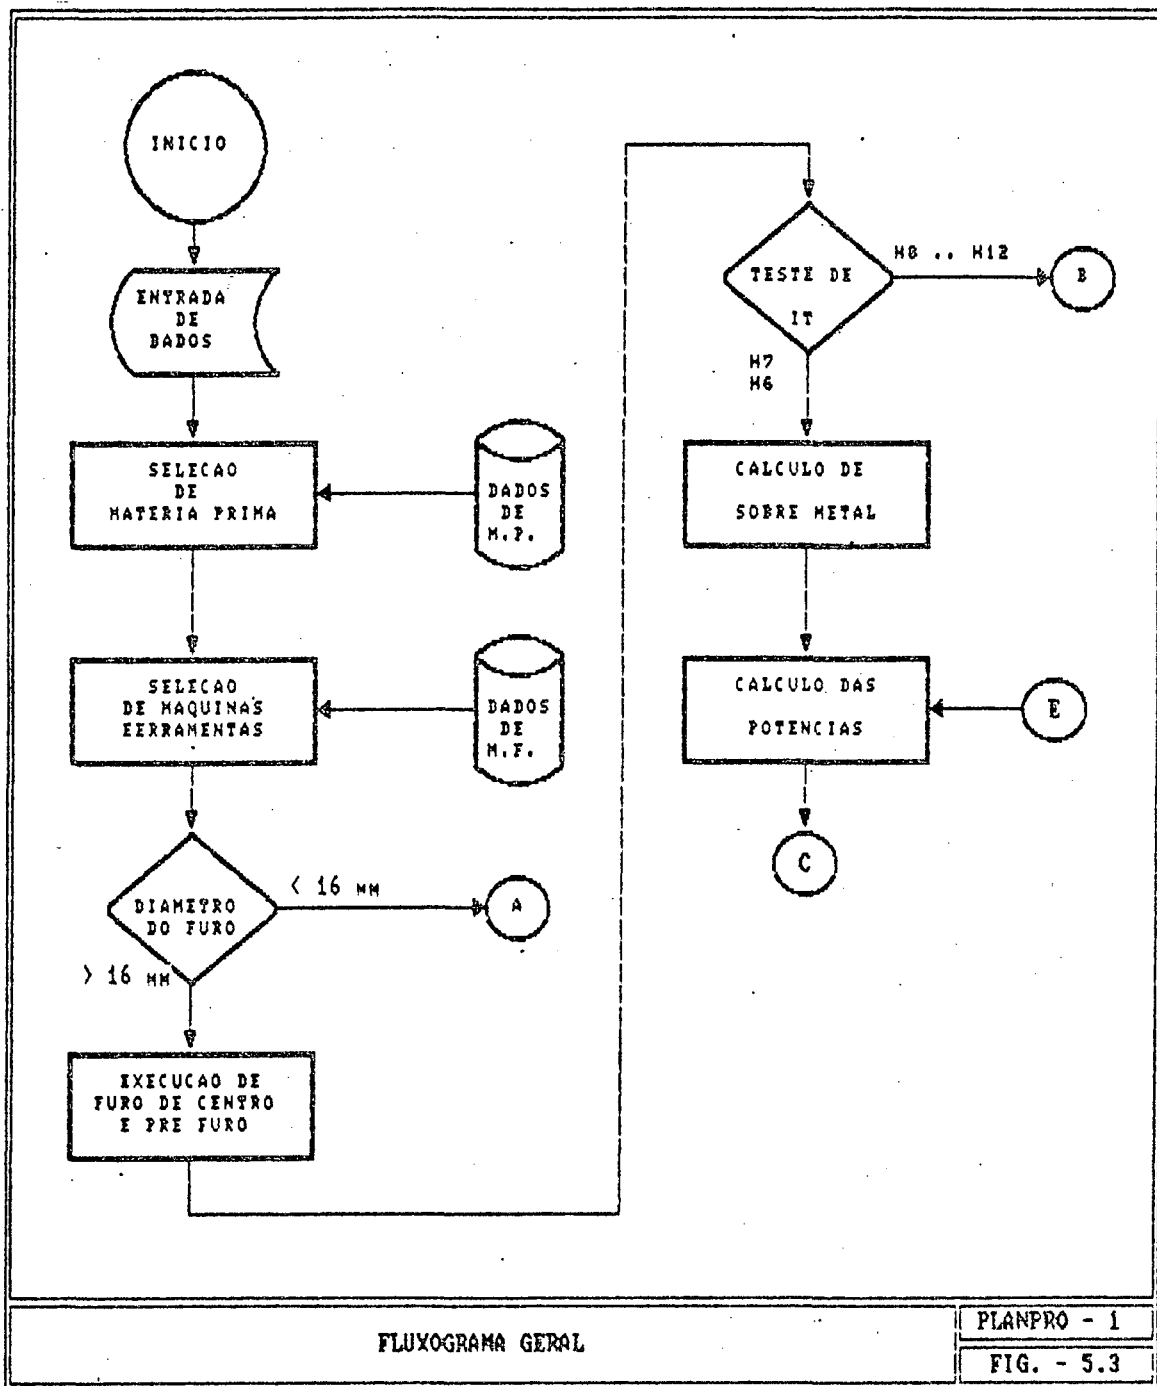 INICIO
ENTRADA
DE
DADOS
SELECAO
DE
MATERIA PRIMA
DADOS
DE
M.P.
SELECAO
DE MAQUINAS
FERRAMENTAS
DADOS
DE
M.F.
DIAMETRO
DO FURO
< 16 MM
A
> 16 MM
EXECUCAO DE
FURO DE CENTRO
E PRE FURO
TESTE DE
IT
H8 .. H12
B
H7
H6
CALCULO DE
SOBRE METAL
CALCULO DAS
POTENCIAS
E
C
FLUXOGRAMA GERAL
PLANPRO - 1
FIG. - 5.3